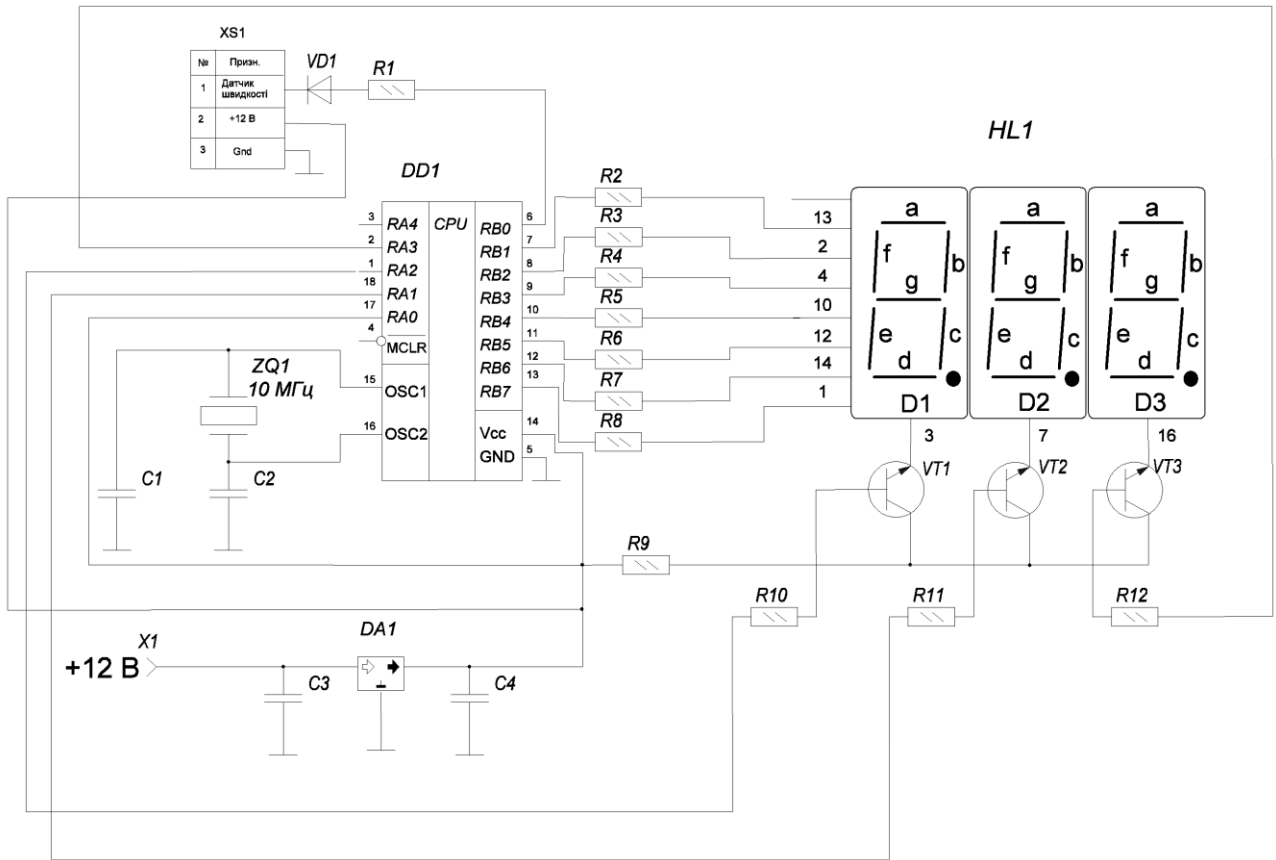 XS1
№ Призн.
1 Датчик швидкості
2 +12 В
3 Gnd
VD1
R1
HL1
DD1
CPU
3 RA4
2 RA3
1 RA2
18 RA1
17 RA0
4 MCLR
15 OSC1
16 OSC2
RB0 6
RB1 7
RB2 8
RB3 9
RB4 10
RB5 11
RB6 12
RB7 13
Vcc 14
GND 5
R2
R3
R4
R5
R6
R7
R8
13
2
4
10
12
14
1
a
f
b
g
e
c
d
D1
a
f
b
g
e
c
d
D2
a
f
b
g
e
c
d
D3
3
7
16
VT1
VT2
VT3
ZQ1
10 МГц
C1
C2
R9
R10
R11
R12
X1
+12 В
DA1
C3
C4